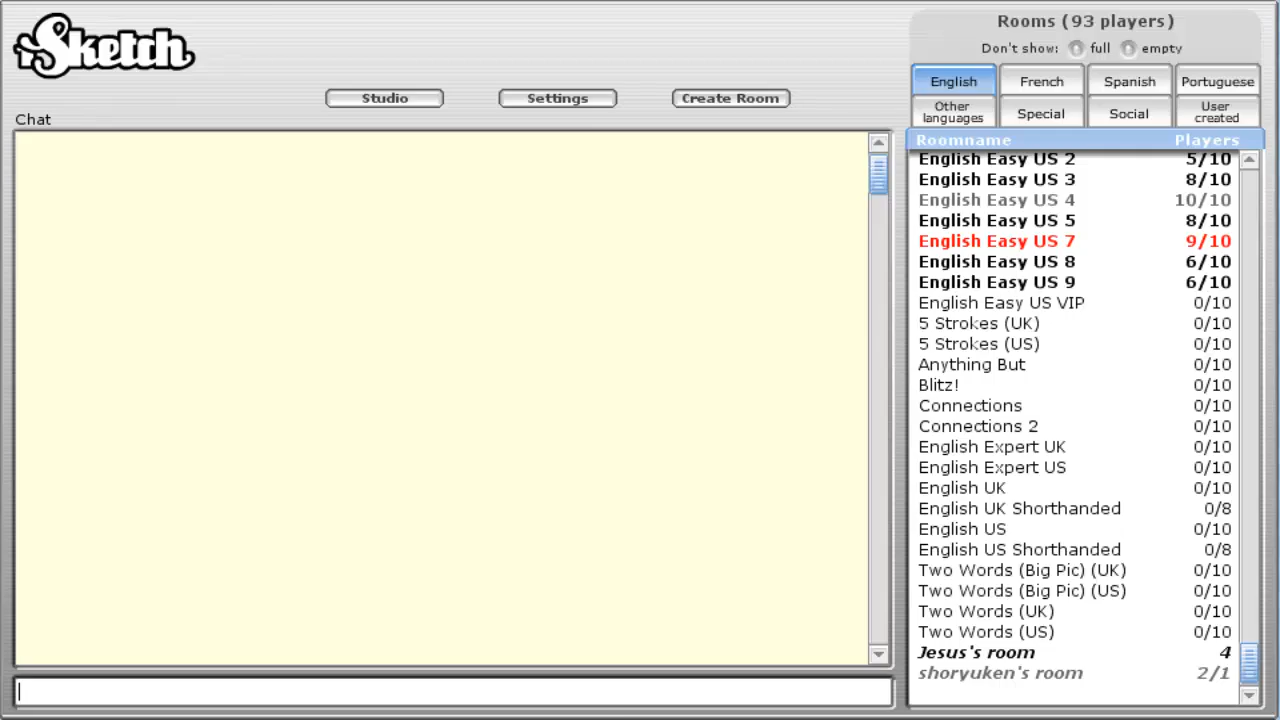 iSketch
Rooms (93 players)
Don't show: full empty
English French Spanish Portuguese
Other languages Special Social User created
Studio Settings Create Room
Chat
Roomname Players
English Easy US 2 5/10
English Easy US 3 8/10
English Easy US 4 10/10
English Easy US 5 8/10
English Easy US 7 9/10
English Easy US 8 6/10
English Easy US 9 6/10
English Easy US VIP 0/10
5 Strokes (UK) 0/10
5 Strokes (US) 0/10
Anything But 0/10
Blitz! 0/10
Connections 0/10
Connections 2 0/10
English Expert UK 0/10
English Expert US 0/10
English UK 0/10
English UK Shorthanded 0/8
English US 0/10
English US Shorthanded 0/8
Two Words (Big Pic) (UK) 0/10
Two Words (Big Pic) (US) 0/10
Two Words (UK) 0/10
Two Words (US) 0/10
Jesus's room 4
shoryuken's room 2/1